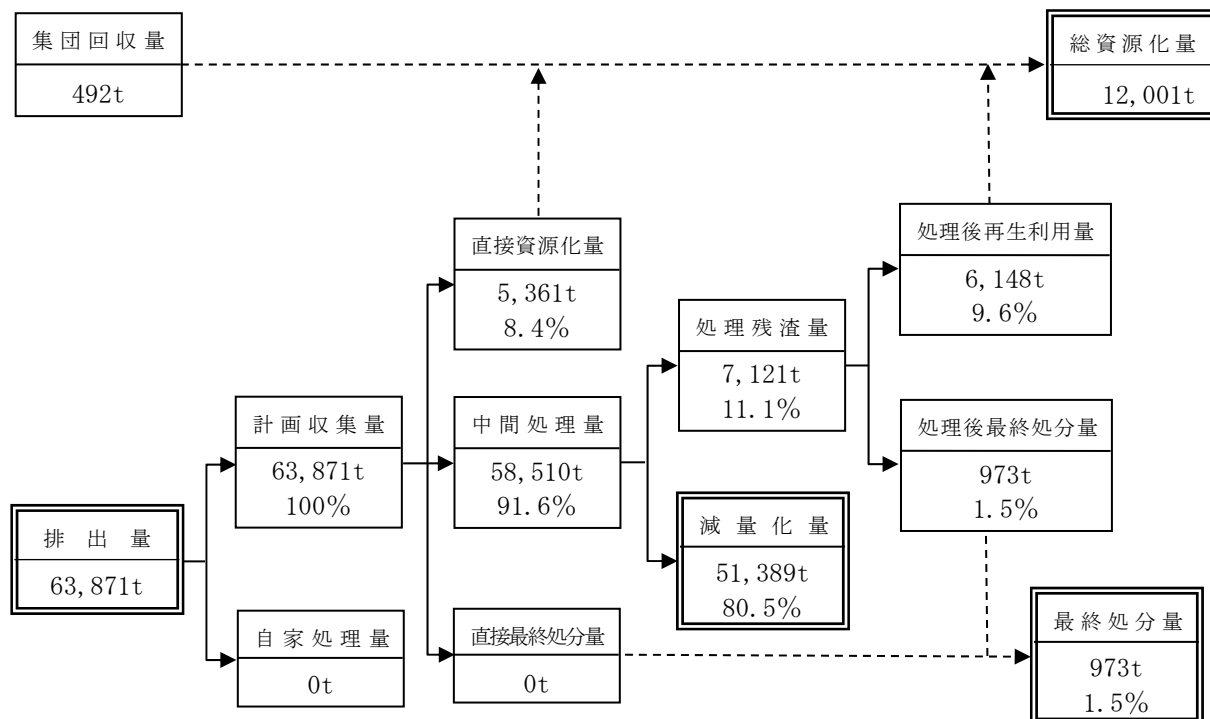 集団回収量
492t
総資源化量
12,001t
直接資源化量
5,361t
8.4%
処理後再生利用量
6,148t
9.6%
処理残渣量
7,121t
11.1%
計画収集量
63,871t
100%
中間処理量
58,510t
91.6%
処理後最終処分量
973t
1.5%
排出量
63,871t
減量化量
51,389t
80.5%
自家処理量
0t
直接最終処分量
0t
最終処分量
973t
1.5%